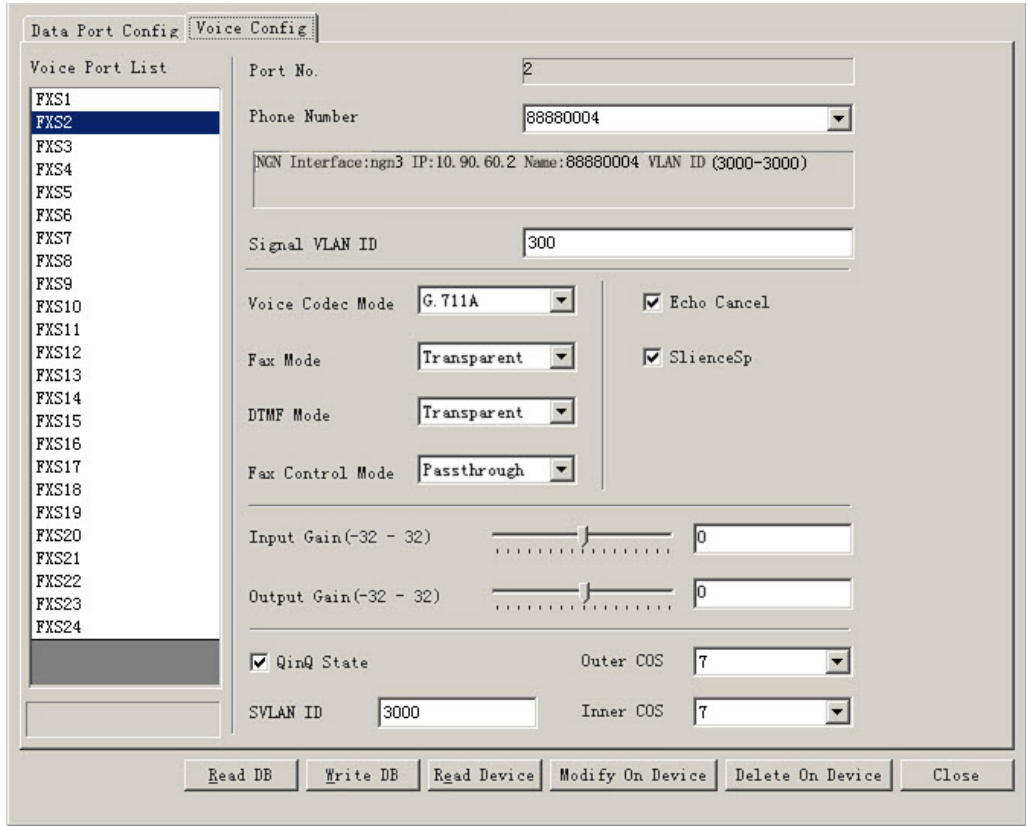 Data Port Config Voice Config
Voice Port List
FXS1
FXS2
FXS3
FXS4
FXS5
FXS6
FXS7
FXS8
FXS9
FXS10
FXS11
FXS12
FXS13
FXS14
FXS15
FXS16
FXS17
FXS18
FXS19
FXS20
FXS21
FXS22
FXS23
FXS24
Port No. 2
Phone Number 88880004
NGN Interface:ngn3 IP:10.90.60.2 Name:88880004 VLAN ID (3000-3000)
Signal VLAN ID 300
Voice Codec Mode G.711A Echo Cancel
Fax Mode Transparent SlienceSp
DTMF Mode Transparent
Fax Control Mode Passthrough
Input Gain(-32 - 32) 0
Output Gain(-32 - 32) 0
QinQ State Outer COS 7
SVLAN ID 3000 Inner COS 7
Read DB Write DB Read Device Modify On Device Delete On Device Close